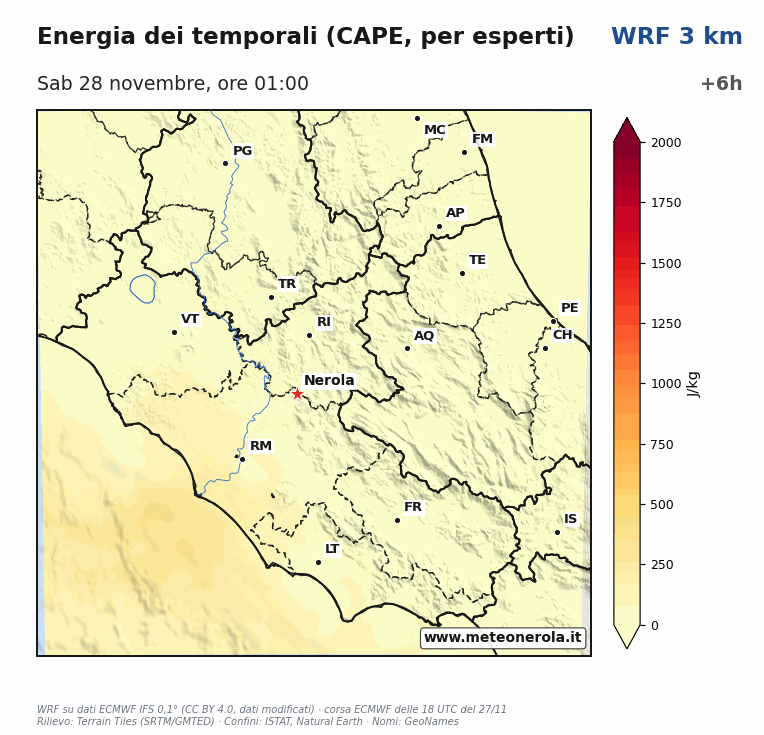 Energia dei temporali (CAPE, per esperti) WRF 3 km
Sab 28 novembre, ore 01:00 +6h
MC
FM
PG
AP
TE
TR
PE
VT
RI
CH
AQ
Nerola
RM
FR
IS
LT
www.meteonerola.it
2000
1750
1500
1250
1000
750
500
250
0
J/kg
WRF su dati ECMWF IFS 0,1° (CC BY 4.0, dati modificati) · corsa ECMWF delle 18 UTC del 27/11
Rilievo: Terrain Tiles (SRTM/GMTED) · Confini: ISTAT, Natural Earth · Nomi: GeoNames